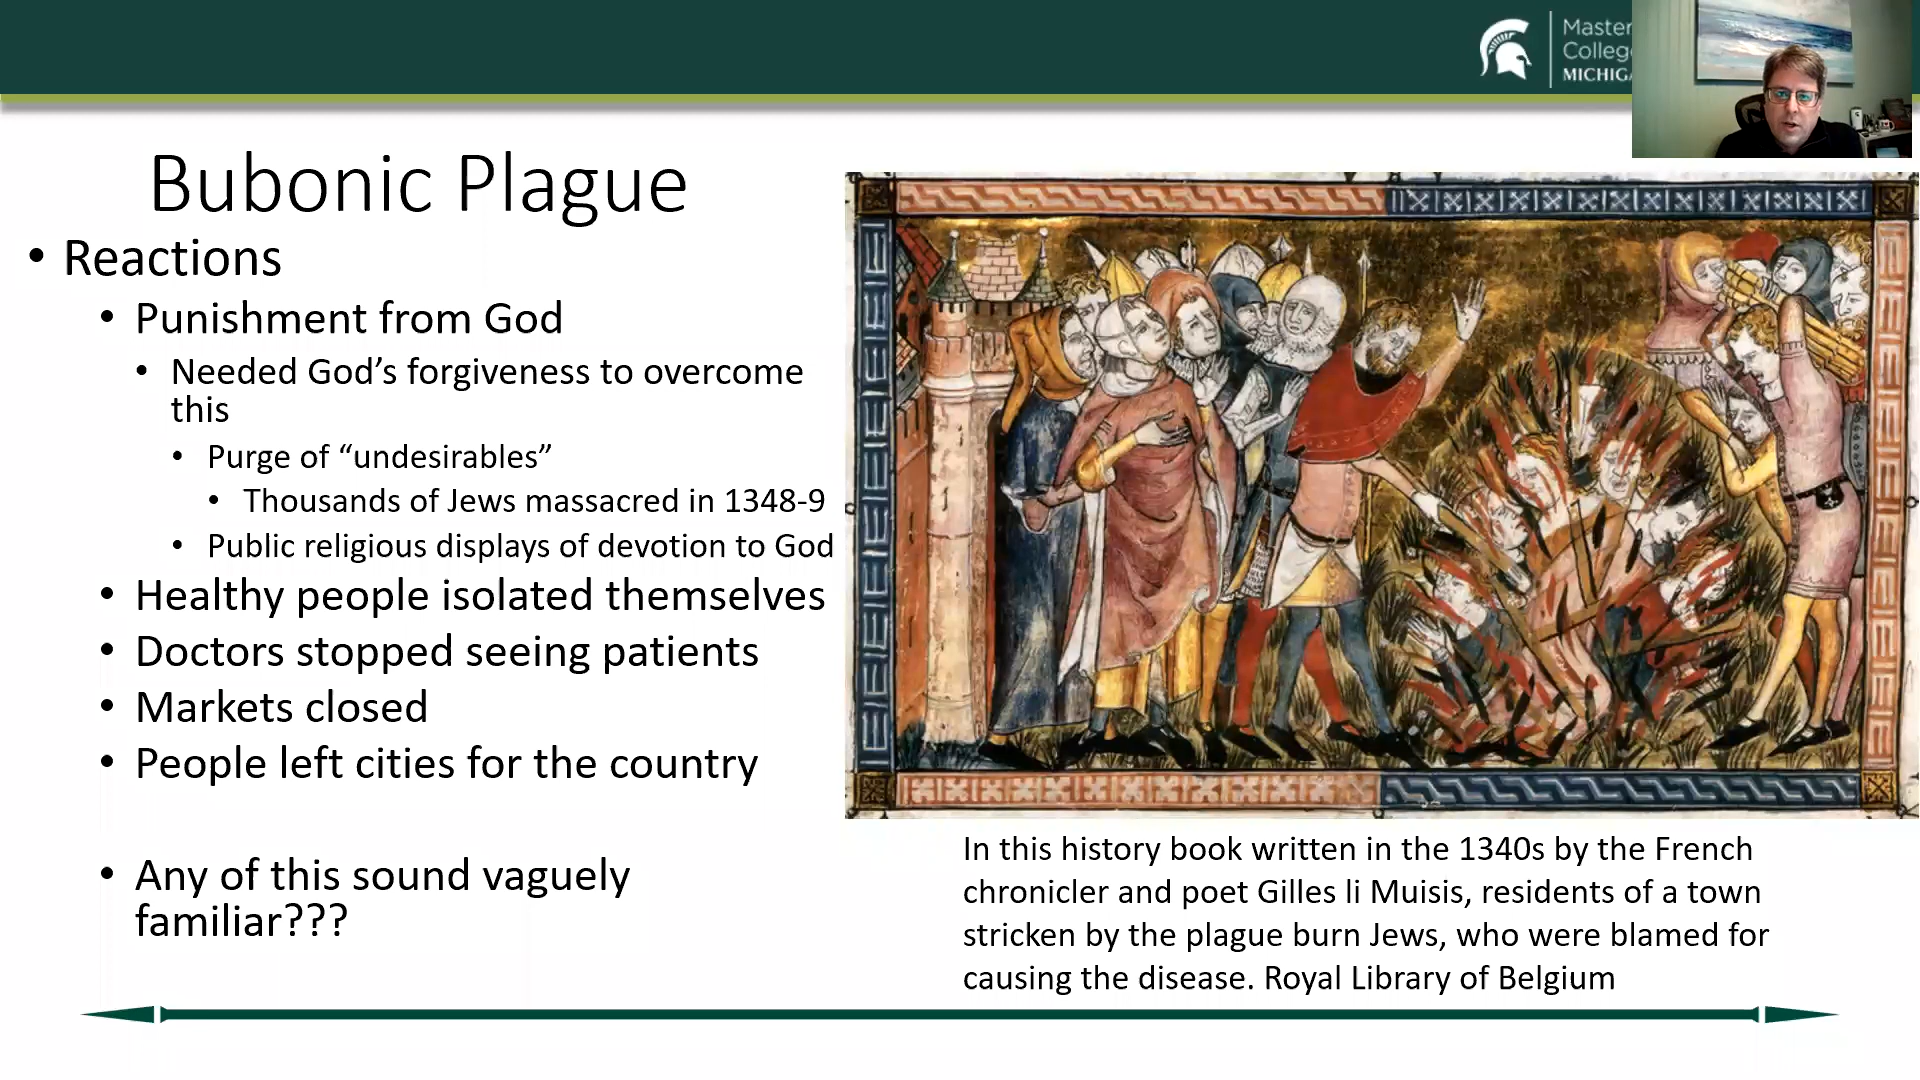 Master
Colleg
MICHIG
Bubonic Plague
• Reactions
• Punishment from God
• Needed God’s forgiveness to overcome
this
• Purge of “undesirables”
• Thousands of Jews massacred in 1348-9
• Public religious displays of devotion to God
• Healthy people isolated themselves
• Doctors stopped seeing patients
• Markets closed
• People left cities for the country
• Any of this sound vaguely
familiar???
In this history book written in the 1340s by the French
chronicler and poet Gilles li Muisis, residents of a town
stricken by the plague burn Jews, who were blamed for
causing the disease. Royal Library of Belgium